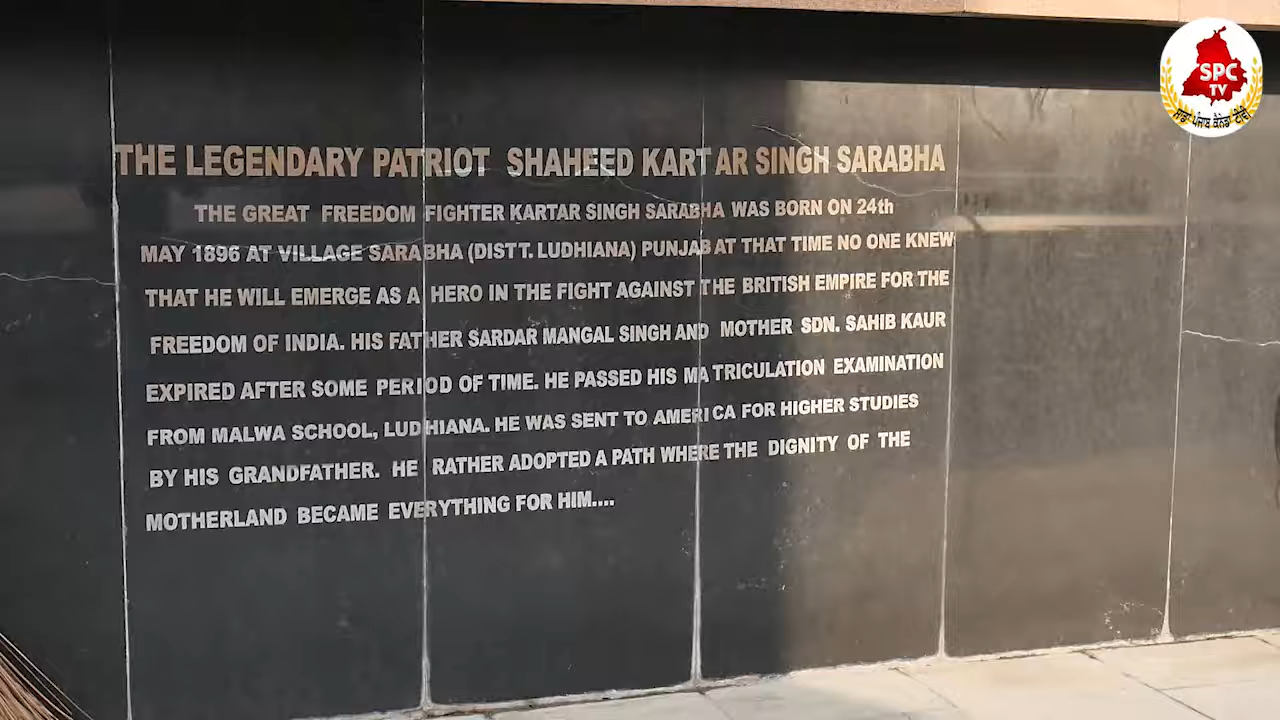 SPC
TV
ਸਾਡਾ ਪੰਜਾਬ ਕੈਨੇਡਾ ਟੀਵੀ
THE LEGENDARY PATRIOT SHAHEED KARTAR SINGH SARABHA
THE GREAT FREEDOM FIGHTER KARTAR SINGH SARABHA WAS BORN ON 24th
MAY 1896 AT VILLAGE SARABHA (DISTT. LUDHIANA) PUNJAB AT THAT TIME NO ONE KNEW
THAT HE WILL EMERGE AS A HERO IN THE FIGHT AGAINST THE BRITISH EMPIRE FOR THE
FREEDOM OF INDIA. HIS FATHER SARDAR MANGAL SINGH AND MOTHER SDN. SAHIB KAUR
EXPIRED AFTER SOME PERIOD OF TIME. HE PASSED HIS MATRICULATION EXAMINATION
FROM MALWA SCHOOL, LUDHIANA. HE WAS SENT TO AMERICA FOR HIGHER STUDIES
BY HIS GRANDFATHER. HE RATHER ADOPTED A PATH WHERE THE DIGNITY OF THE
MOTHERLAND BECAME EVERYTHING FOR HIM....